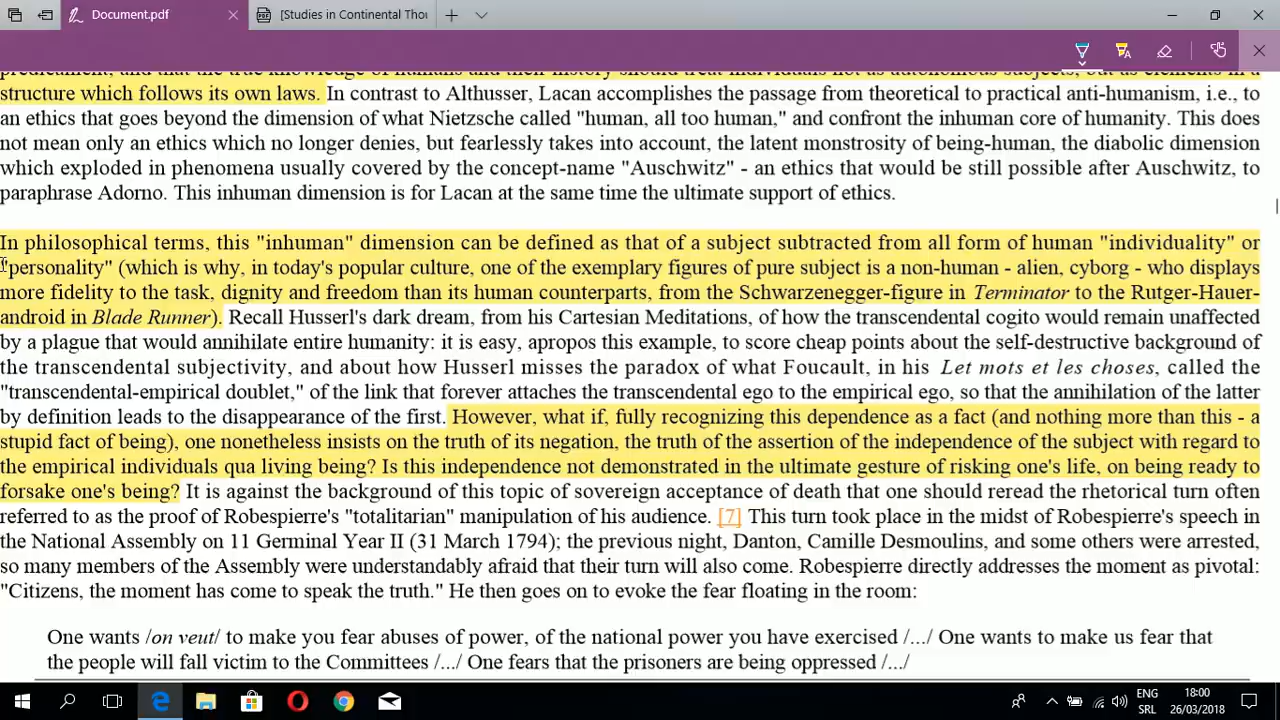 Document.pdf
[Studies in Continental Thou
predicament, and that the true knowledge of humans and their history should treat individuals not as autonomous subjects, but as elements in a
structure which follows its own laws. In contrast to Althusser, Lacan accomplishes the passage from theoretical to practical anti-humanism, i.e., to
an ethics that goes beyond the dimension of what Nietzsche called "human, all too human," and confront the inhuman core of humanity. This does
not mean only an ethics which no longer denies, but fearlessly takes into account, the latent monstrosity of being-human, the diabolic dimension
which exploded in phenomena usually covered by the concept-name "Auschwitz" - an ethics that would be still possible after Auschwitz, to
paraphrase Adorno. This inhuman dimension is for Lacan at the same time the ultimate support of ethics.
In philosophical terms, this "inhuman" dimension can be defined as that of a subject subtracted from all form of human "individuality" or
"personality" (which is why, in today's popular culture, one of the exemplary figures of pure subject is a non-human - alien, cyborg - who displays
more fidelity to the task, dignity and freedom than its human counterparts, from the Schwarzenegger-figure in Terminator to the Rutger-Hauer-
android in Blade Runner). Recall Husserl's dark dream, from his Cartesian Meditations, of how the transcendental cogito would remain unaffected
by a plague that would annihilate entire humanity: it is easy, apropos this example, to score cheap points about the self-destructive background of
the transcendental subjectivity, and about how Husserl misses the paradox of what Foucault, in his Let mots et les choses, called the
"transcendental-empirical doublet," of the link that forever attaches the transcendental ego to the empirical ego, so that the annihilation of the latter
by definition leads to the disappearance of the first. However, what if, fully recognizing this dependence as a fact (and nothing more than this - a
stupid fact of being), one nonetheless insists on the truth of its negation, the truth of the assertion of the independence of the subject with regard to
the empirical individuals qua living being? Is this independence not demonstrated in the ultimate gesture of risking one's life, on being ready to
forsake one's being? It is against the background of this topic of sovereign acceptance of death that one should reread the rhetorical turn often
referred to as the proof of Robespierre's "totalitarian" manipulation of his audience. [7] This turn took place in the midst of Robespierre's speech in
the National Assembly on 11 Germinal Year II (31 March 1794); the previous night, Danton, Camille Desmoulins, and some others were arrested,
so many members of the Assembly were understandably afraid that their turn will also come. Robespierre directly addresses the moment as pivotal:
"Citizens, the moment has come to speak the truth." He then goes on to evoke the fear floating in the room:
One wants /on veut/ to make you fear abuses of power, of the national power you have exercised /.../ One wants to make us fear that
the people will fall victim to the Committees /.../ One fears that the prisoners are being oppressed /.../
ENG
SRL
18:00
26/03/2018